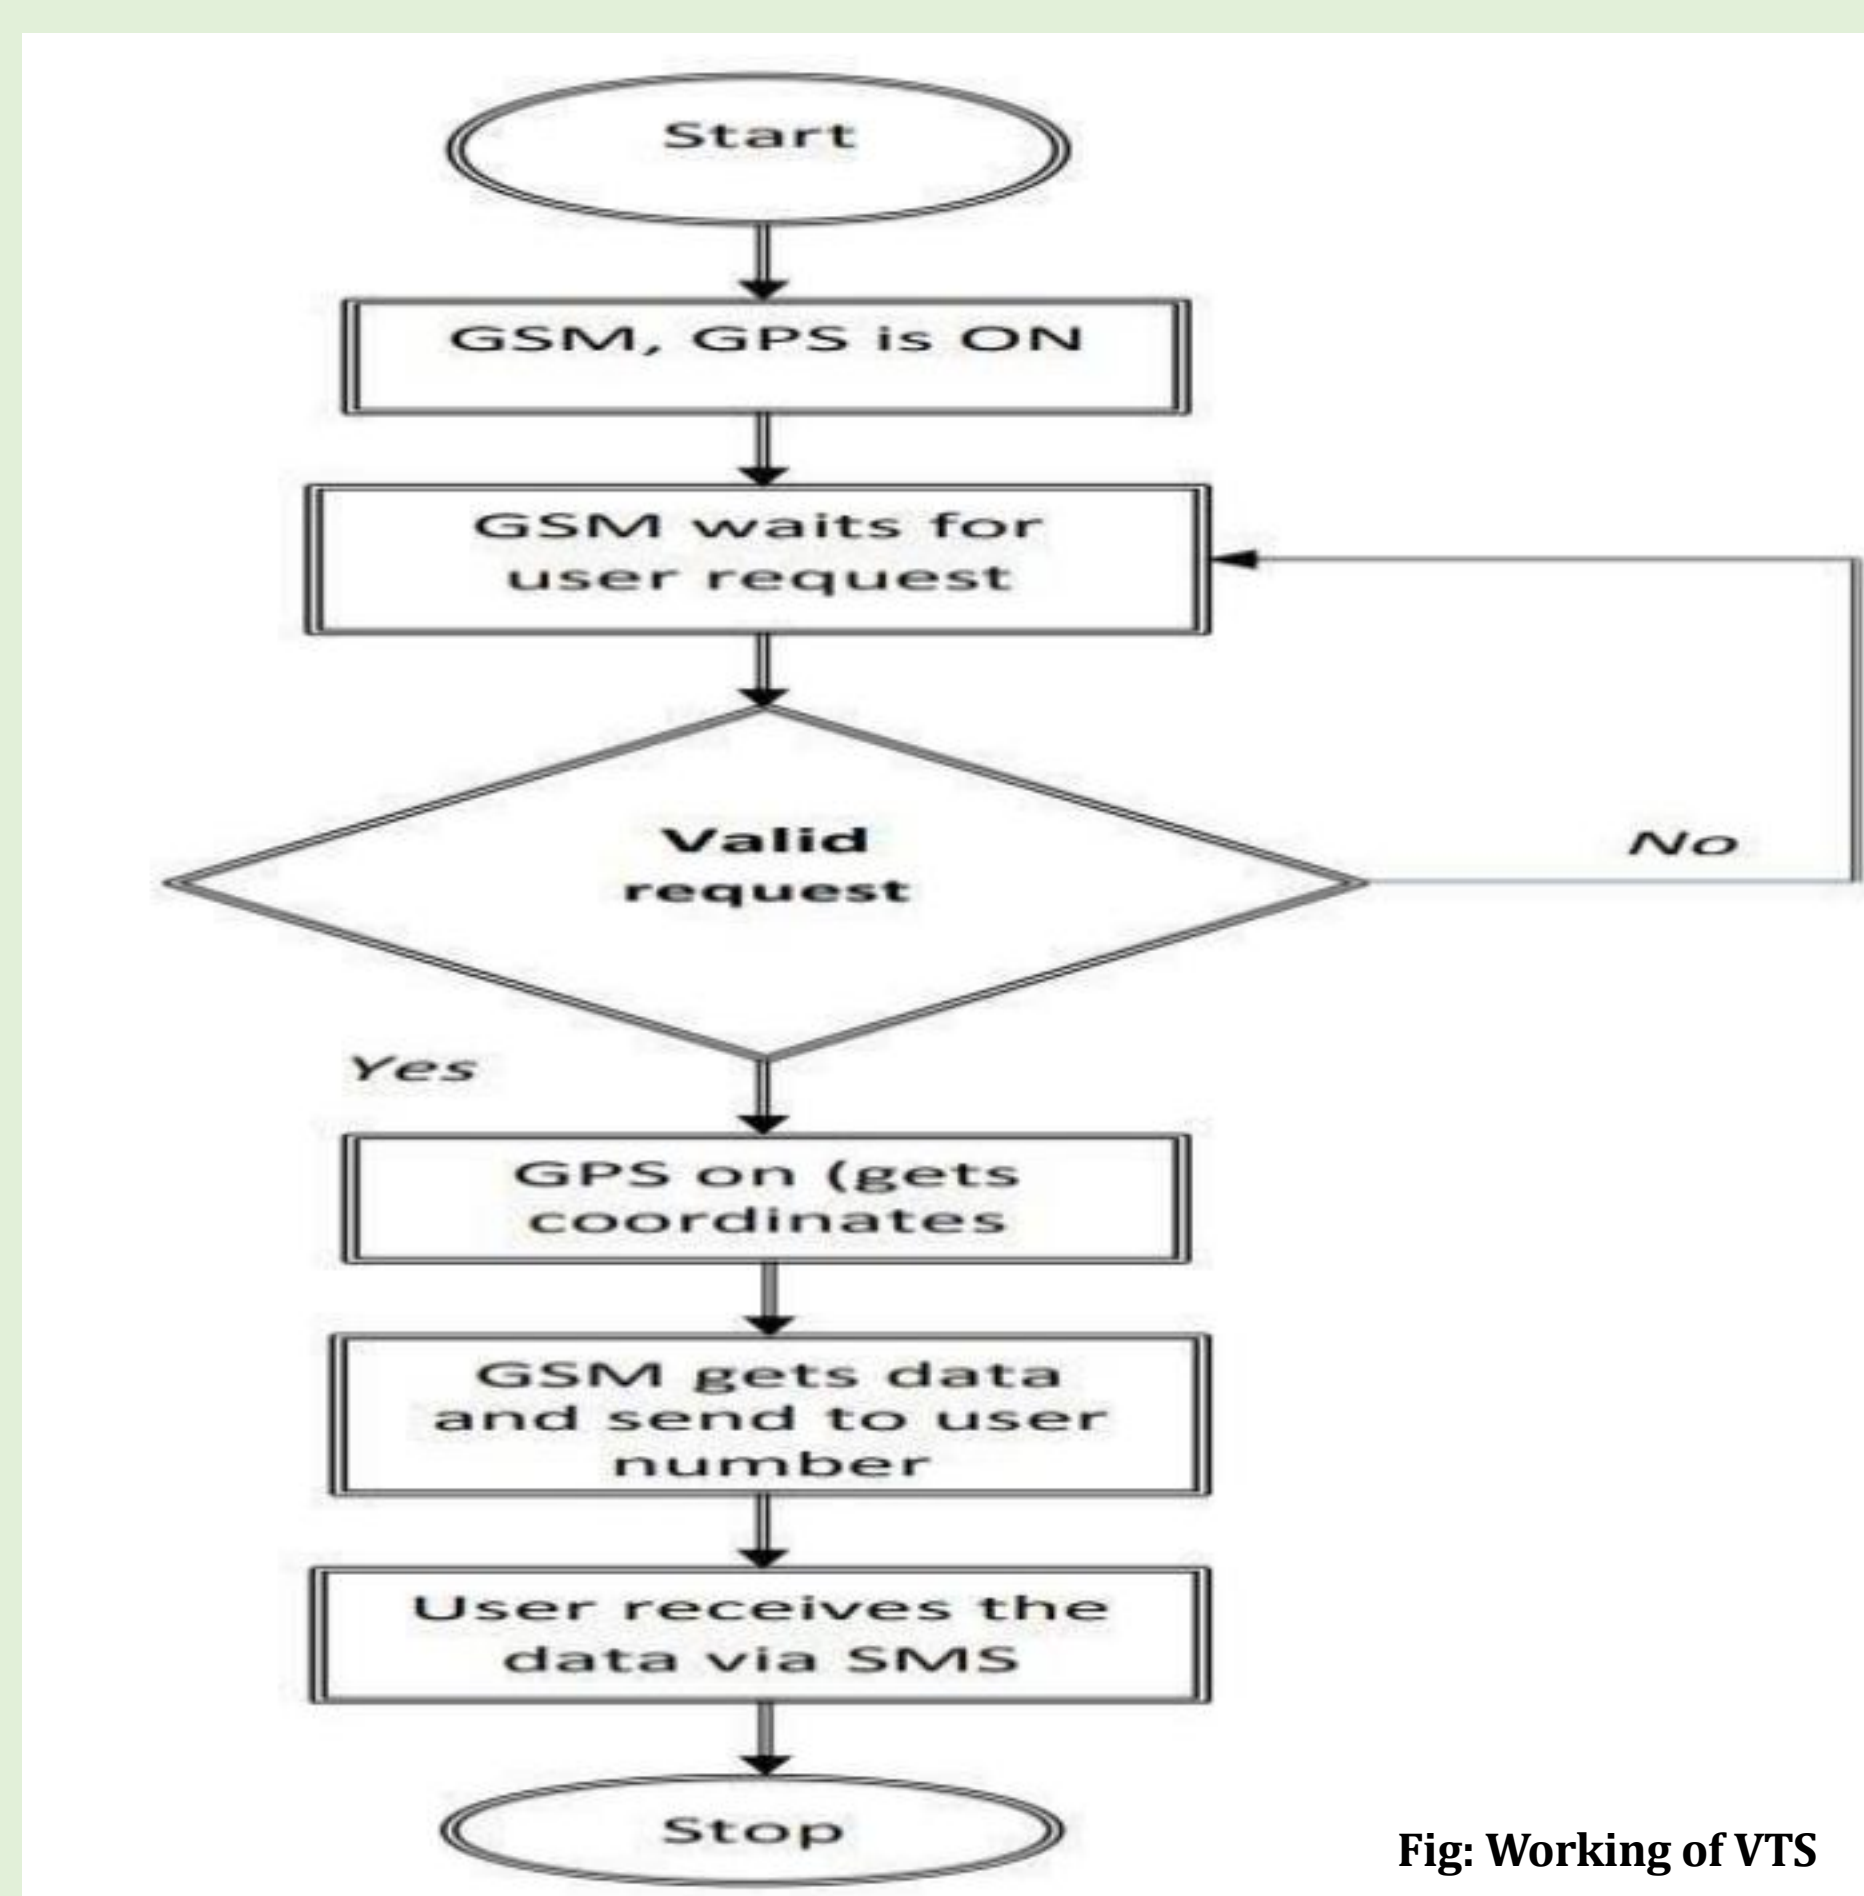 Start
GSM, GPS is ON
GSM waits for
user request
Valid
request
No
Yes
GPS on (gets
coordinates
GSM gets data
and send to user
number
User receives the
data via SMS
Stop
Fig: Working of VTS